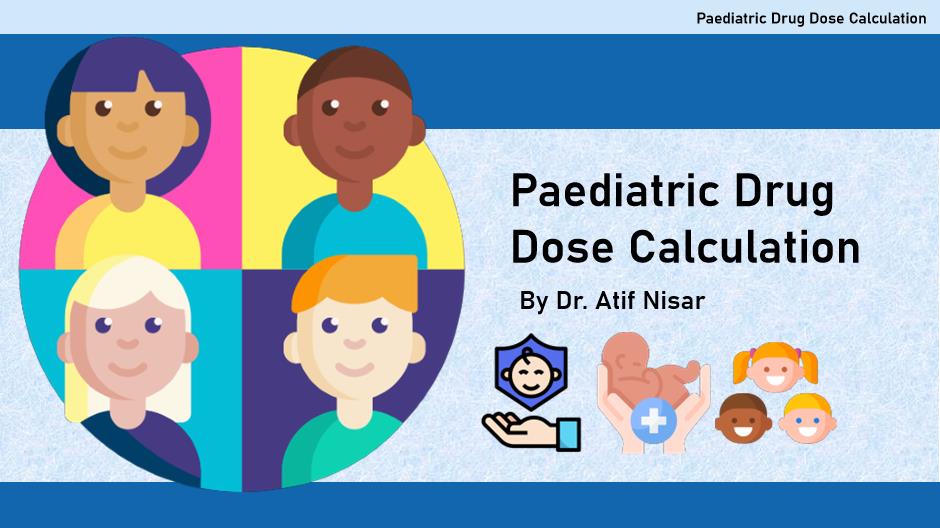 Paediatric Drug Dose Calculation
Paediatric Drug
Dose Calculation
By Dr. Atif Nisar